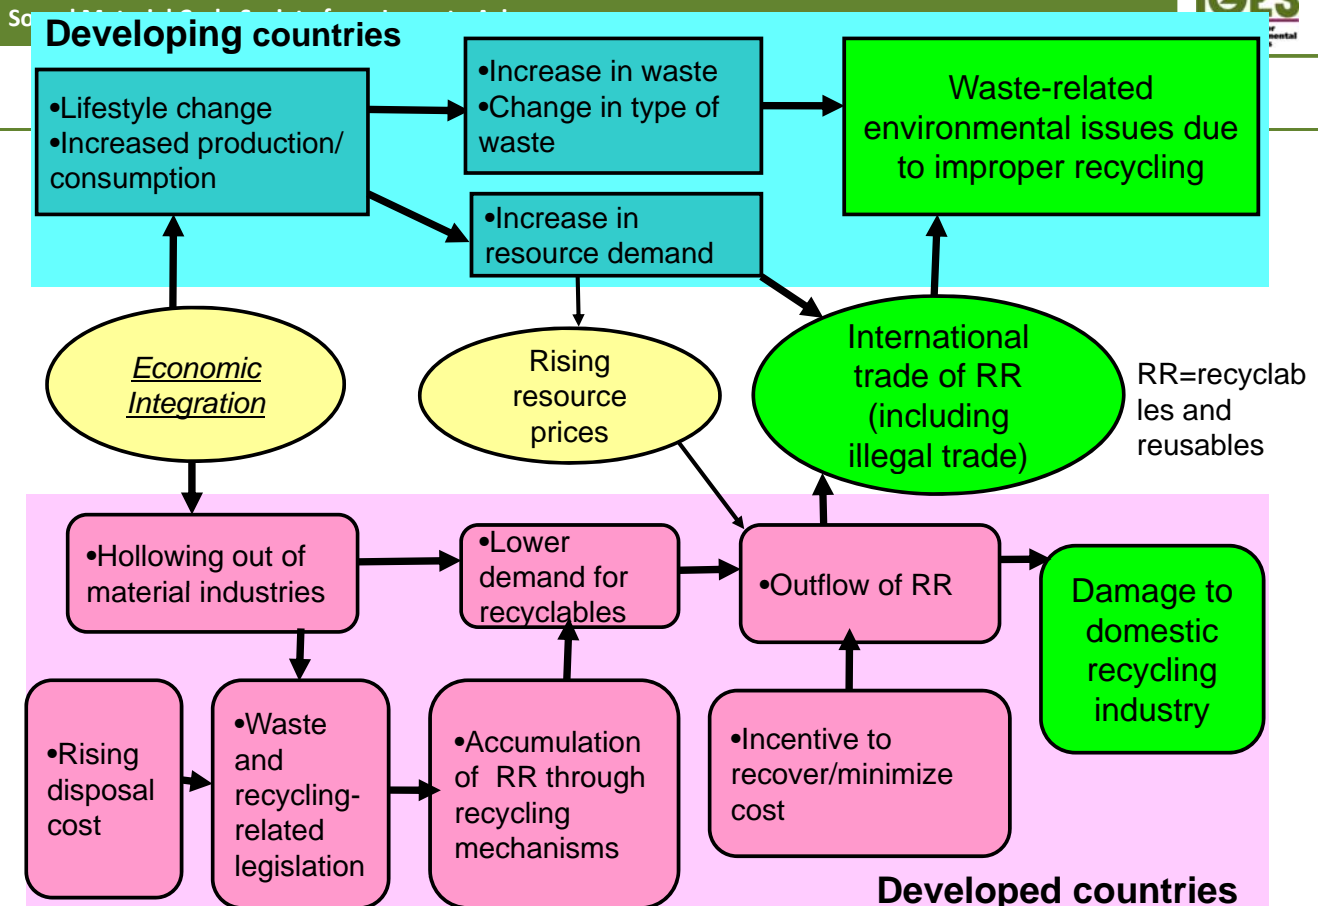 Developing countries
•Lifestyle change
•Increased production/
consumption
•Increase in waste
•Change in type of
waste
Waste-related
environmental issues due
to improper recycling
•Increase in
resource demand
Economic
Integration
Rising
resource
prices
International
trade of RR
(including
illegal trade)
RR=recyclab
les and
reusables
•Hollowing out of
material industries
•Lower
demand for
recyclables
•Outflow of RR
Damage to
domestic
recycling
industry
•Rising
disposal
cost
•Waste
and
recycling-
related
legislation
•Accumulation
of RR through
recycling
mechanisms
•Incentive to
recover/minimize
cost
Developed countries